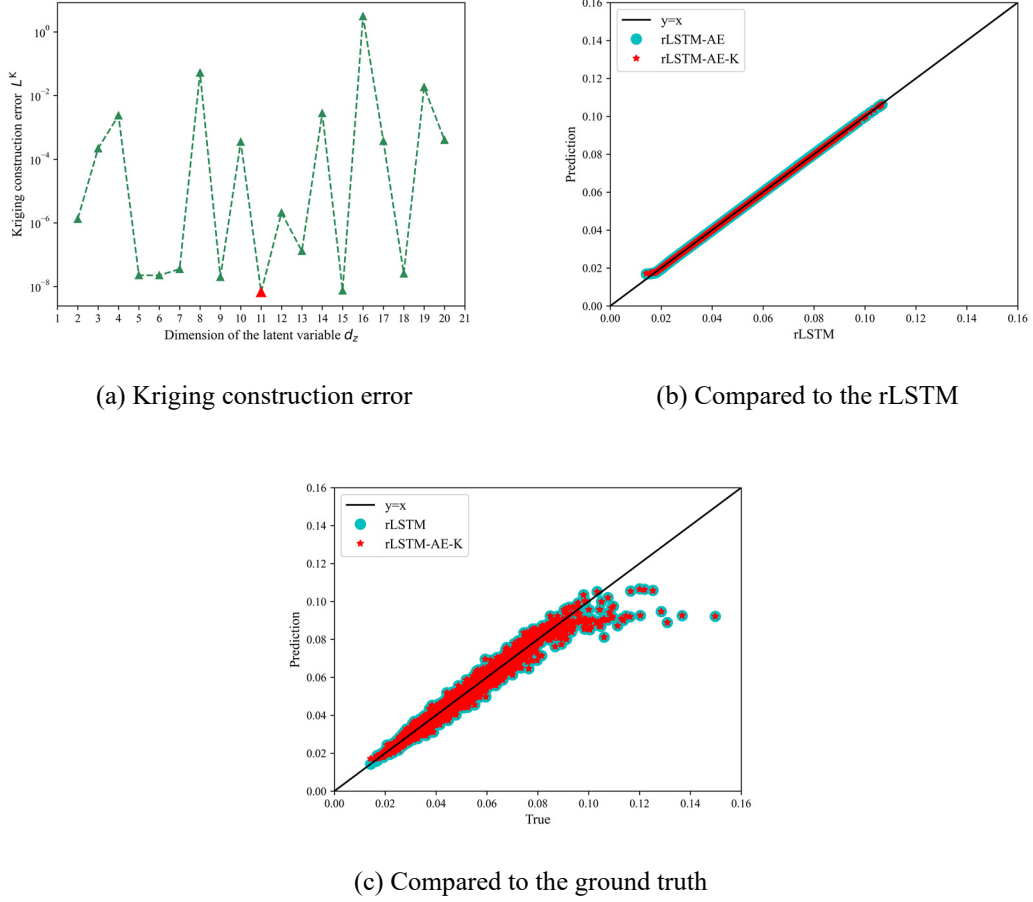 Kriging construction error L^K
10^0
10^-2
10^-4
10^-6
10^-8
1 2 3 4 5 6 7 8 9 10 11 12 13 14 15 16 17 18 19 20 21
Dimension of the latent variable d_z
(a) Kriging construction error
y=x
rLSTM-AE
rLSTM-AE-K
Prediction
0.16
0.14
0.12
0.10
0.08
0.06
0.04
0.02
0.00
0.00 0.02 0.04 0.06 0.08 0.10 0.12 0.14 0.16
rLSTM
(b) Compared to the rLSTM
y=x
rLSTM
rLSTM-AE-K
Prediction
0.16
0.14
0.12
0.10
0.08
0.06
0.04
0.02
0.00
0.00 0.02 0.04 0.06 0.08 0.10 0.12 0.14 0.16
True
(c) Compared to the ground truth